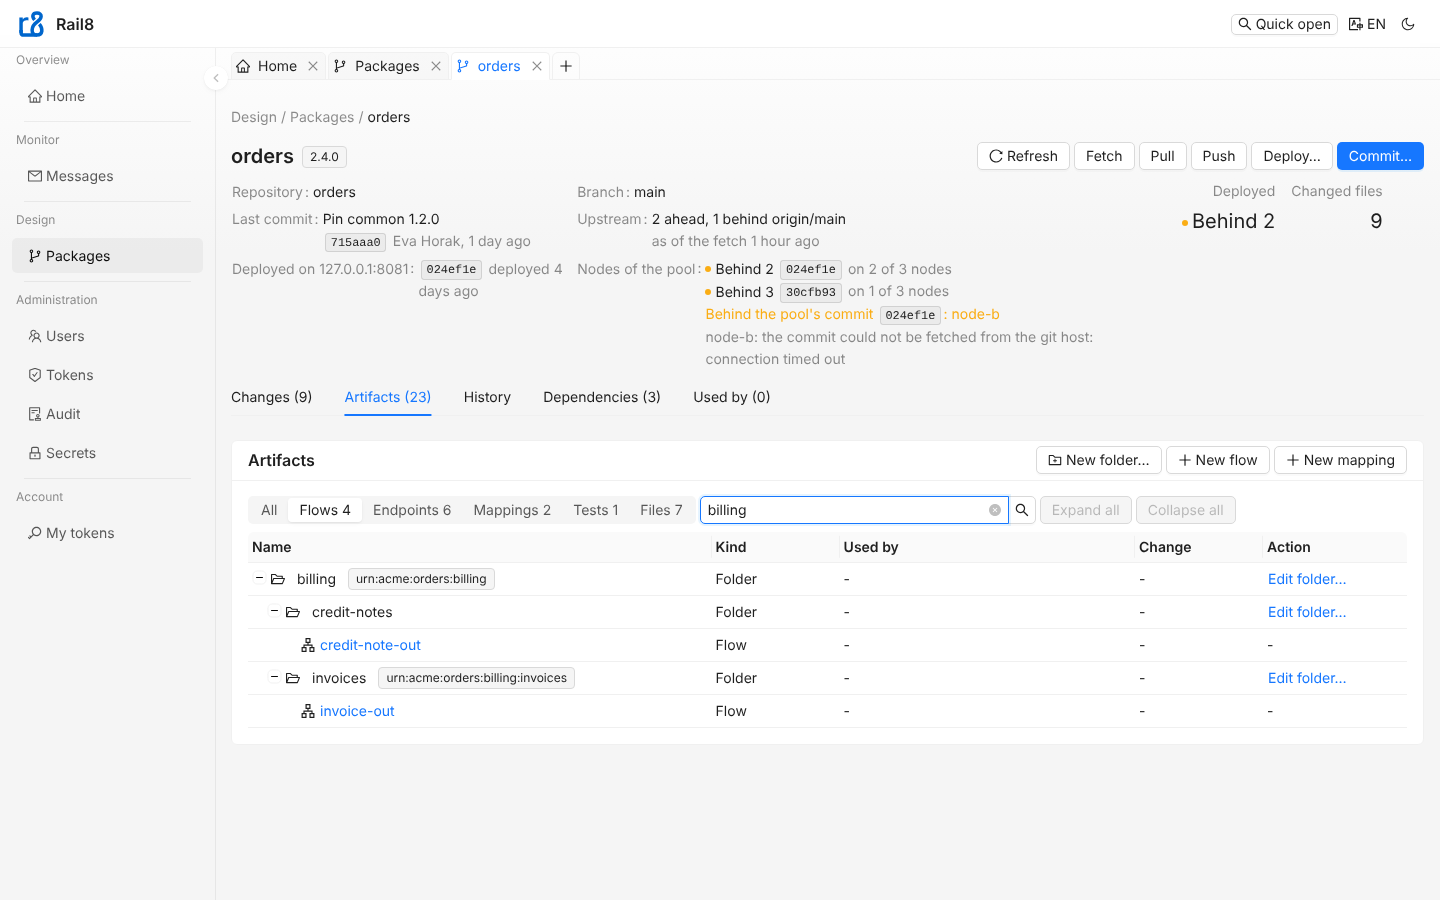 Rail8
Quick open
EN
Overview
Home
Monitor
Messages
Design
Packages
Administration
Users
Tokens
Audit
Secrets
Account
My tokens
Home
Packages
orders
Design / Packages / orders
orders 2.4.0
Refresh
Fetch
Pull
Push
Deploy...
Commit...
Repository: orders
Branch: main
Deployed
Behind 2
Changed files
9
Last commit: Pin common 1.2.0
715aaa0 Eva Horak, 1 day ago
Upstream: 2 ahead, 1 behind origin/main
as of the fetch 1 hour ago
Deployed on 127.0.0.1:8081: 024ef1e deployed 4
days ago
Nodes of the pool: Behind 2 024ef1e on 2 of 3 nodes
Behind 3 30cfb93 on 1 of 3 nodes
Behind the pool's commit 024ef1e : node-b
node-b: the commit could not be fetched from the git host:
connection timed out
Changes (9)
Artifacts (23)
History
Dependencies (3)
Used by (0)
Artifacts
New folder...
New flow
New mapping
All
Flows 4
Endpoints 6
Mappings 2
Tests 1
Files 7
billing
Expand all
Collapse all
Name Kind Used by Change Action
billing urn:acme:orders:billing Folder - - Edit folder...
credit-notes Folder - - Edit folder...
credit-note-out Flow - - -
invoices urn:acme:orders:billing:invoices Folder - - Edit folder...
invoice-out Flow - - -